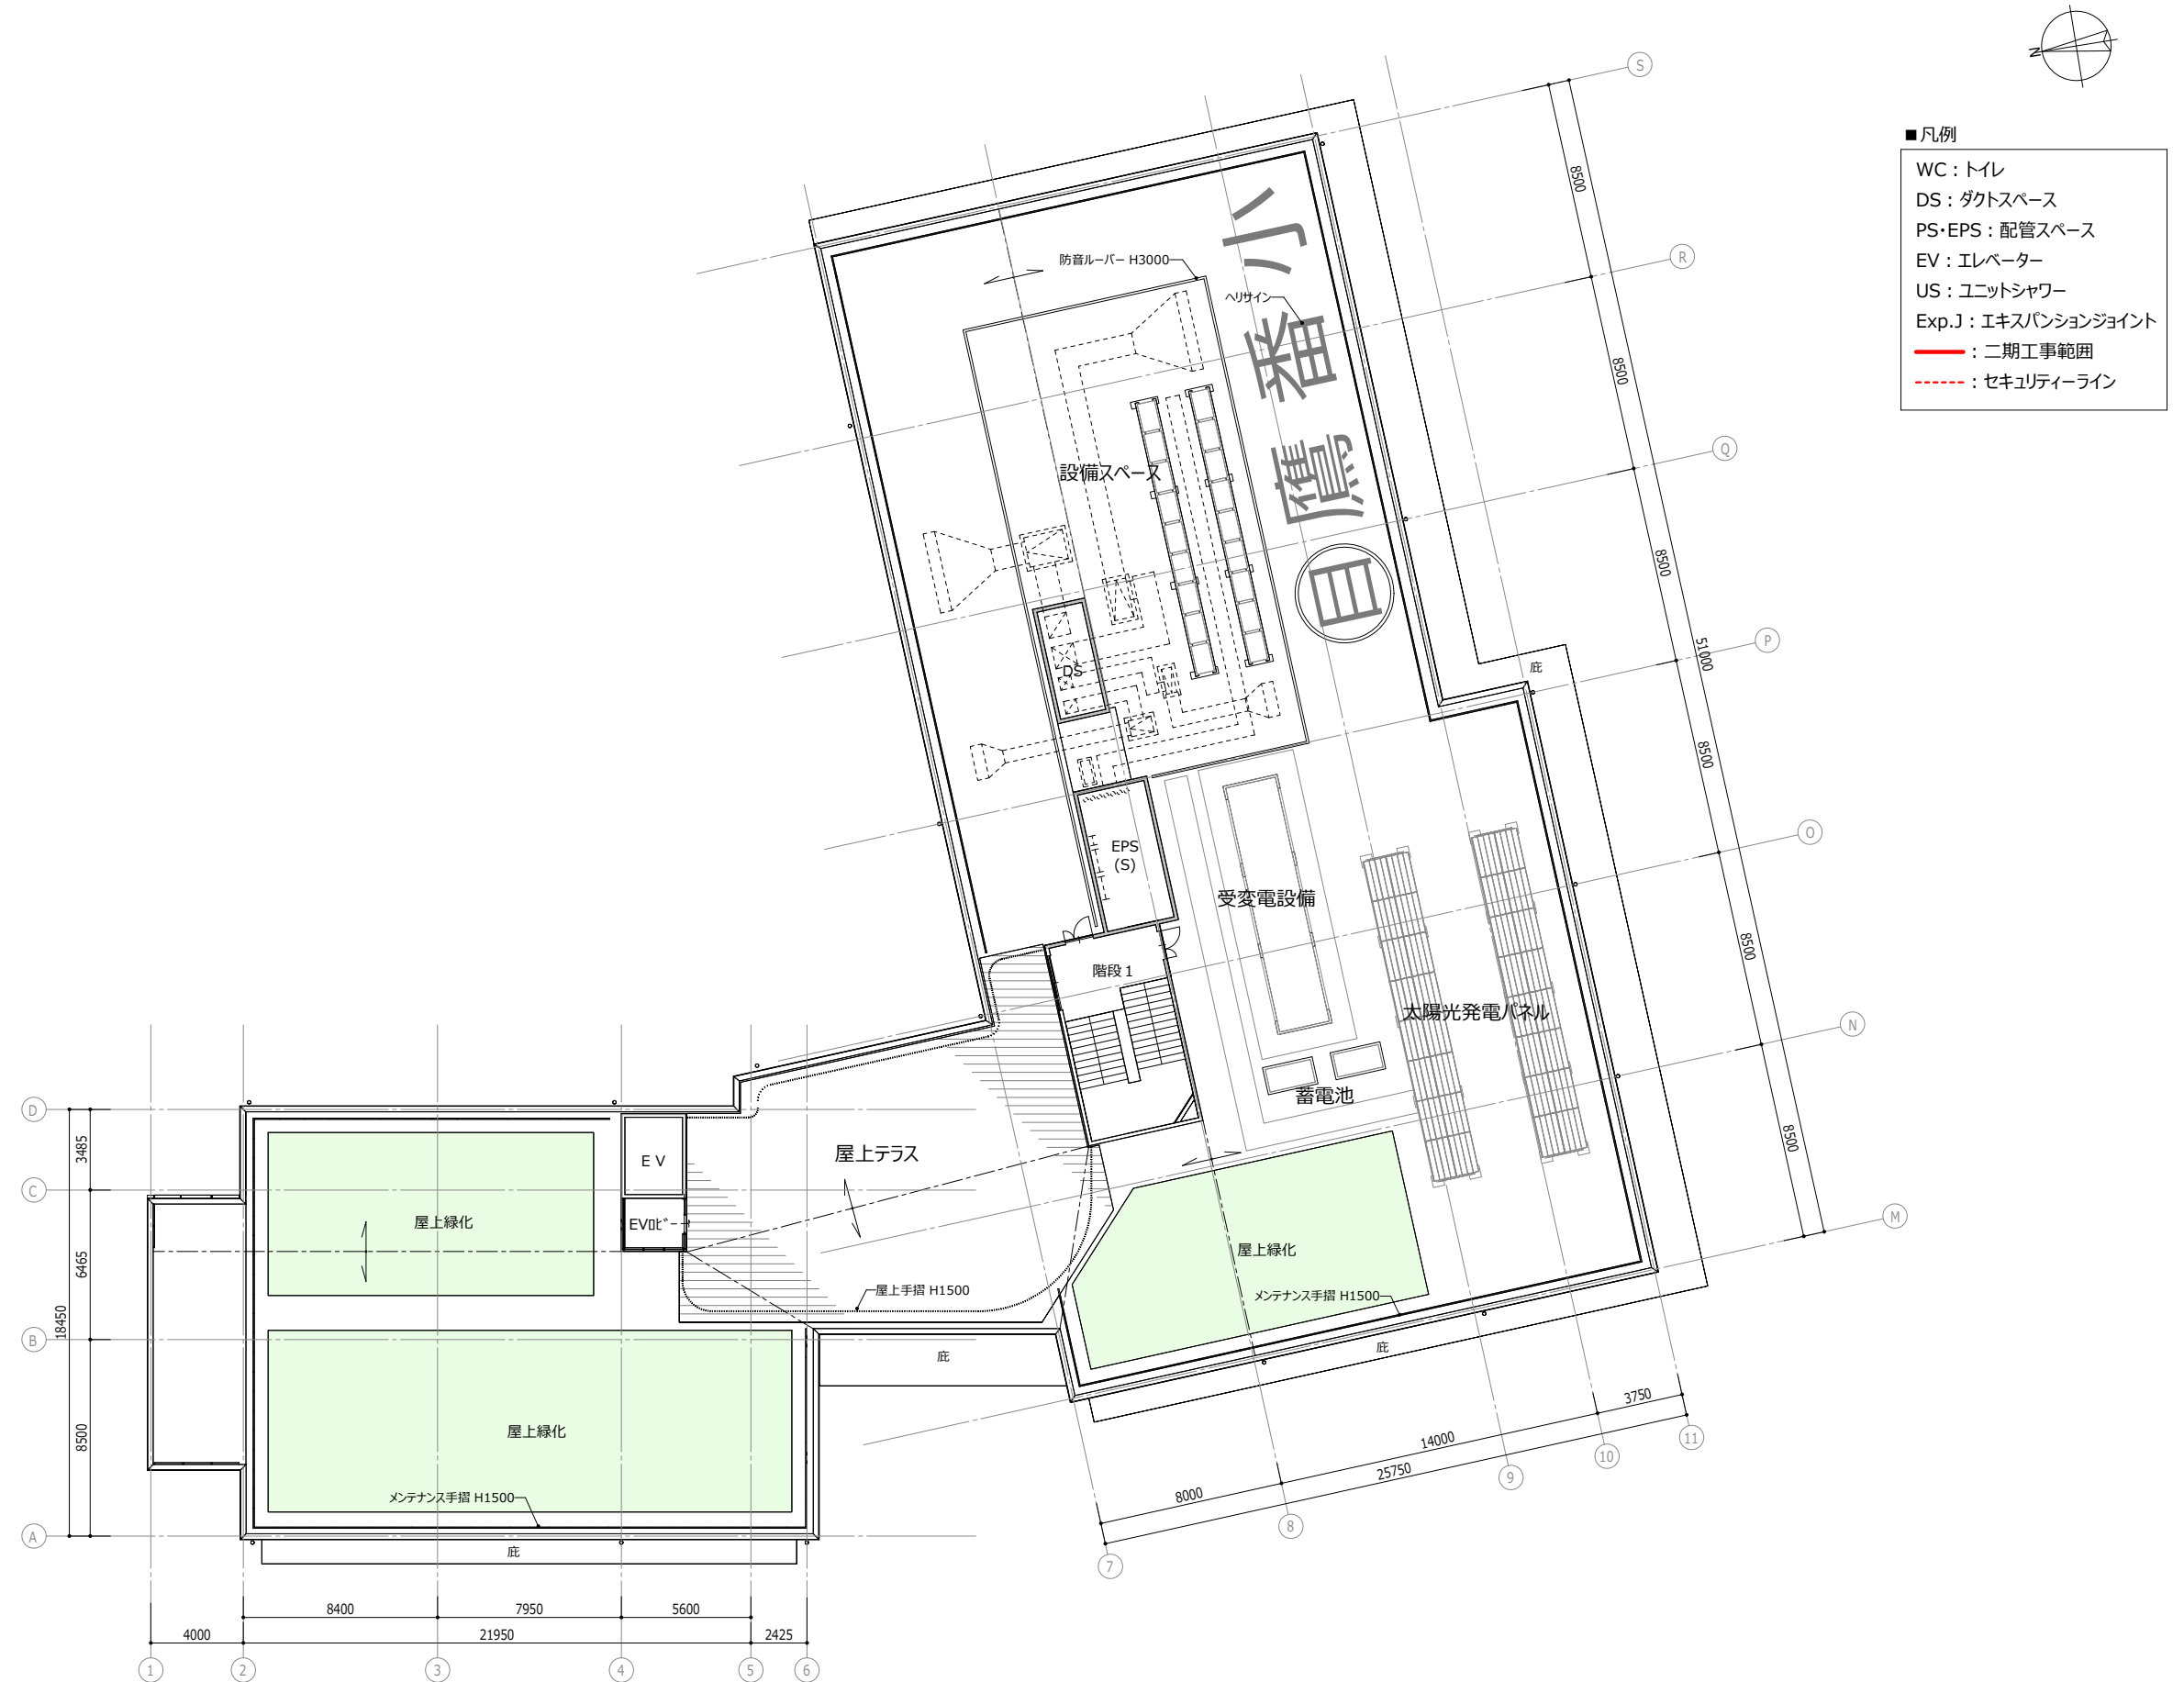 N
■凡例
WC：トイレ
DS：ダクトスペース
PS・EPS：配管スペース
EV：エレベーター
US：ユニットシャワー
Exp.J：エキスパンションジョイント
：二期工事範囲
：セキュリティーライン
S
R
Q
P
O
N
M
8500
8500
8500
8500
8500
8500
51000
防音ルーバー H3000
ヘリサイン
小
番
鷹
目
設備スペース
DS
庇
EPS
(S)
受変電設備
階段１
太陽光発電パネル
蓄電池
屋上テラス
ＥＶ
EVﾛﾋﾞｰ
屋上緑化
屋上緑化
屋上手摺 H1500
メンテナンス手摺 H1500
庇
庇
屋上緑化
メンテナンス手摺 H1500
庇
D
C
B
A
3485
6465
8500
18450
8400
7950
5600
4000
21950
2425
1
2
3
4
5
6
3750
14000
8000
25750
7
8
9
10
11